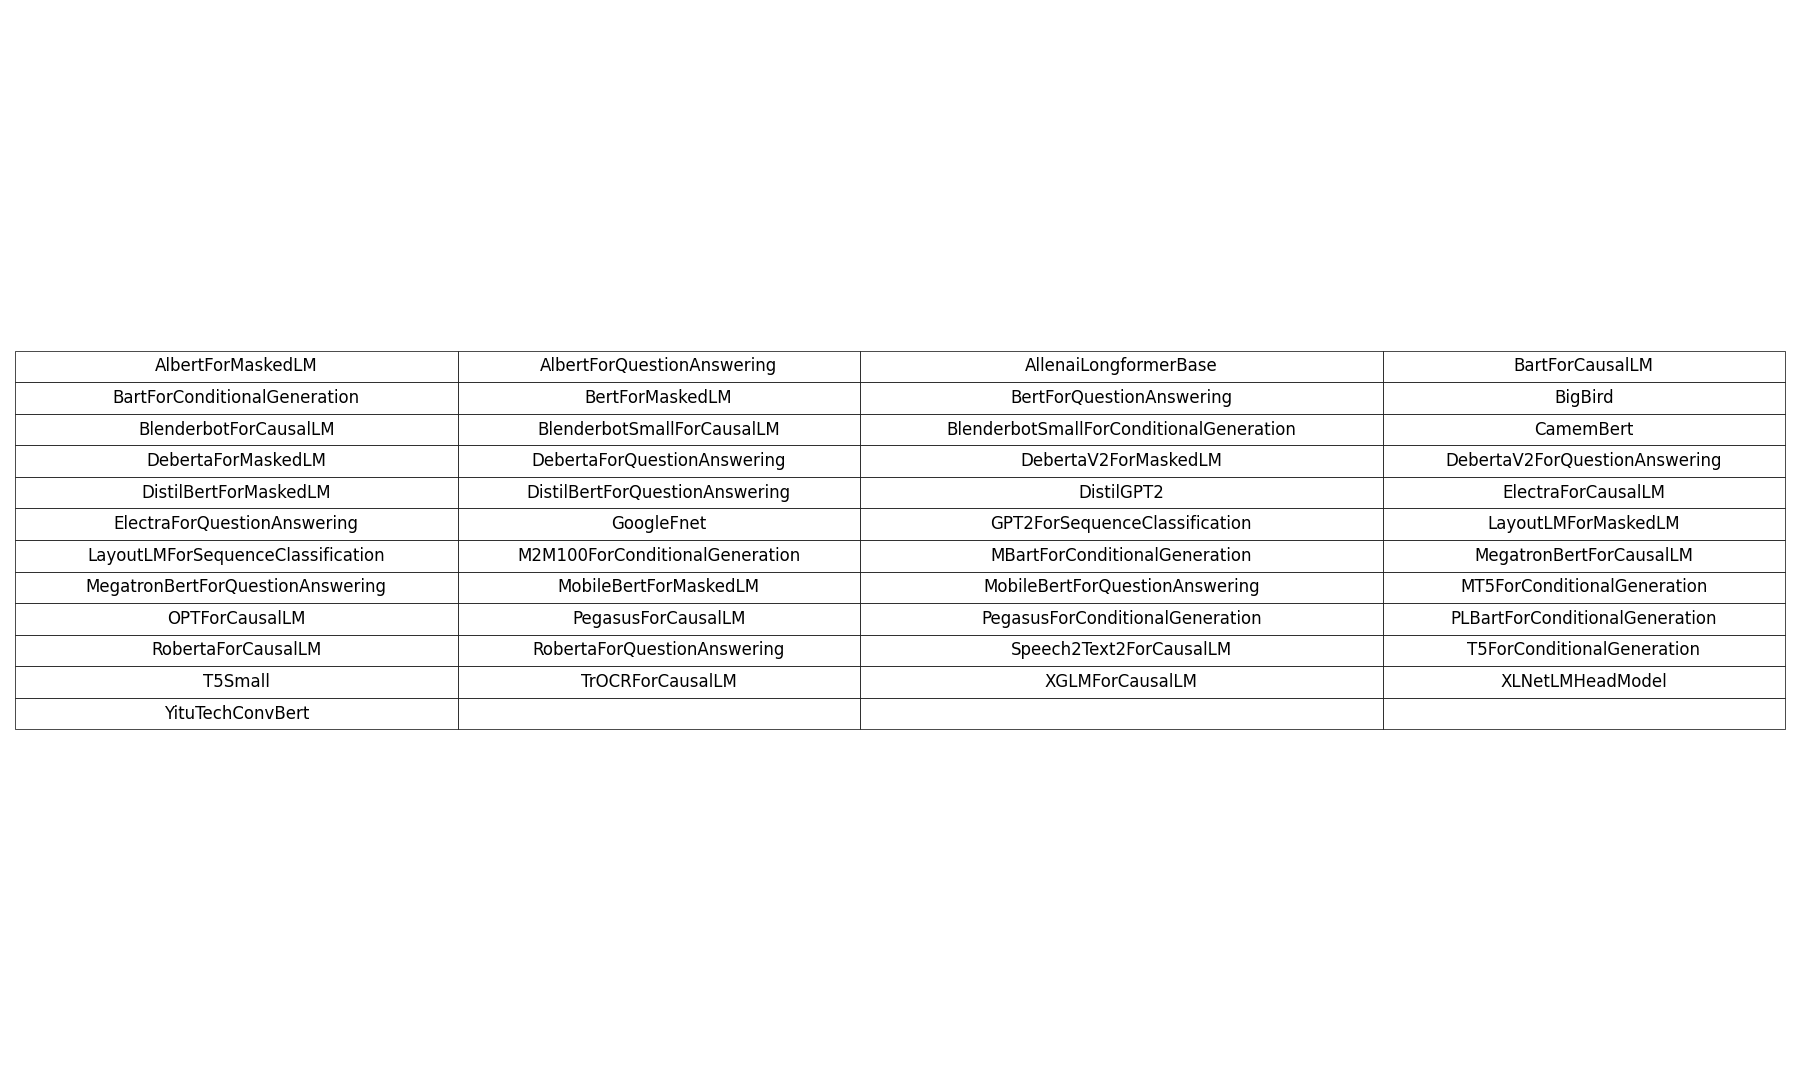 AlbertForMaskedLM AlbertForQuestionAnswering AllenaiLongformerBase BartForCausalLM
BartForConditionalGeneration BertForMaskedLM BertForQuestionAnswering BigBird
BlenderbotForCausalLM BlenderbotSmallForCausalLM BlenderbotSmallForConditionalGeneration CamemBert
DebertaForMaskedLM DebertaForQuestionAnswering DebertaV2ForMaskedLM DebertaV2ForQuestionAnswering
DistilBertForMaskedLM DistilBertForQuestionAnswering DistilGPT2 ElectraForCausalLM
ElectraForQuestionAnswering GoogleFnet GPT2ForSequenceClassification LayoutLMForMaskedLM
LayoutLMForSequenceClassification M2M100ForConditionalGeneration MBartForConditionalGeneration MegatronBertForCausalLM
MegatronBertForQuestionAnswering MobileBertForMaskedLM MobileBertForQuestionAnswering MT5ForConditionalGeneration
OPTForCausalLM PegasusForCausalLM PegasusForConditionalGeneration PLBartForConditionalGeneration
RobertaForCausalLM RobertaForQuestionAnswering Speech2Text2ForCausalLM T5ForConditionalGeneration
T5Small TrOCRForCausalLM XGLMForCausalLM XLNetLMHeadModel
YituTechConvBert